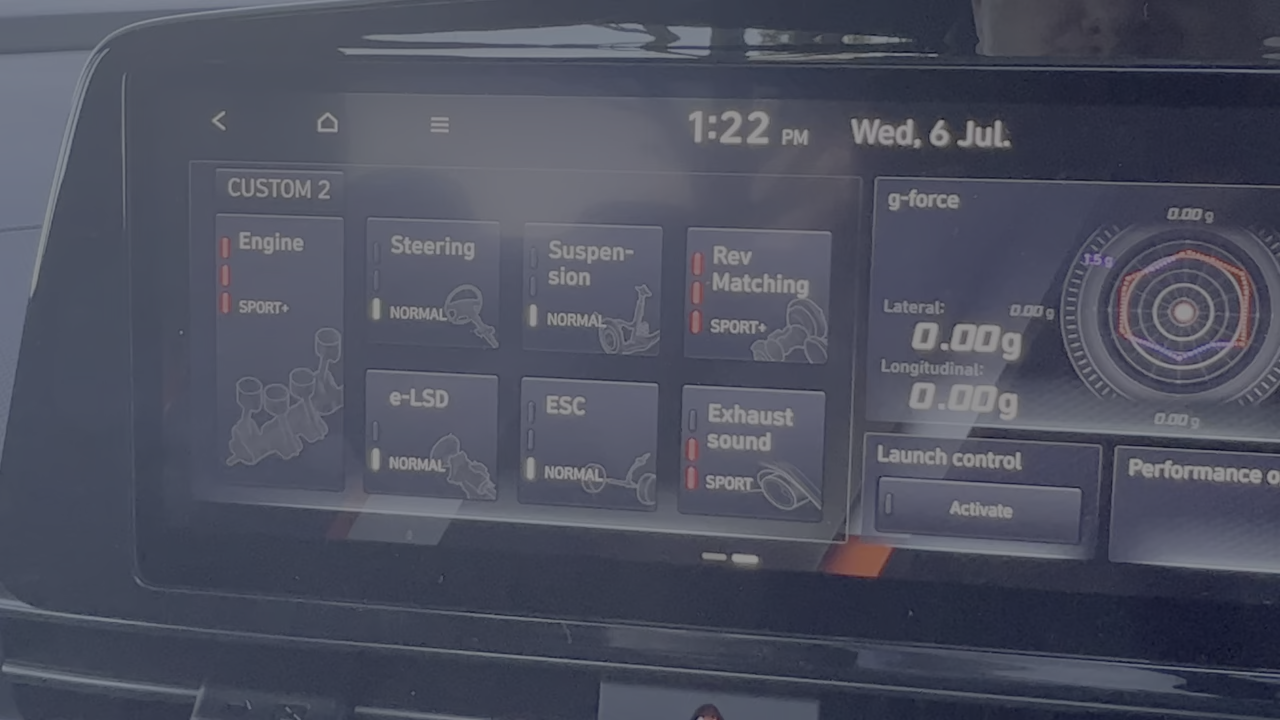 1:22 PM
Wed, 6 Jul.
CUSTOM 2
Engine
SPORT+
Steering
NORMAL
Suspen-
sion
NORMAL
Rev
Matching
SPORT+
e-LSD
NORMAL
ESC
NORMAL
Exhaust
sound
SPORT
g-force
0.00 g
1.5 g
Lateral:
0.00 g
0.00g
Longitudinal:
0.00g
0.00 g
Launch control
Activate
Performance o